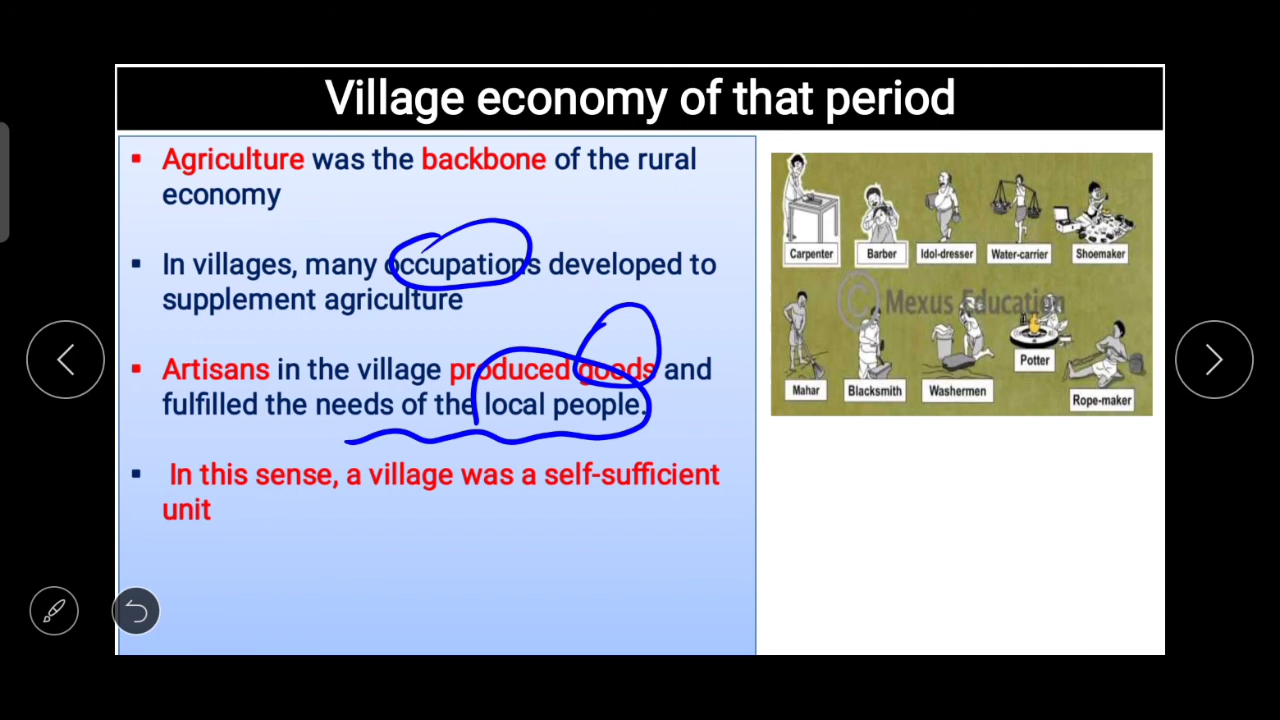 Village economy of that period
▪ Agriculture was the backbone of the rural
economy
▪ In villages, many occupations developed to
supplement agriculture
▪ Artisans in the village produced goods and
fulfilled the needs of the local people.
▪ In this sense, a village was a self-sufficient
unit
Carpenter Barber Idol-dresser Water-carrier Shoemaker
© Mexus Education
Mahar Blacksmith Washermen Potter Rope-maker